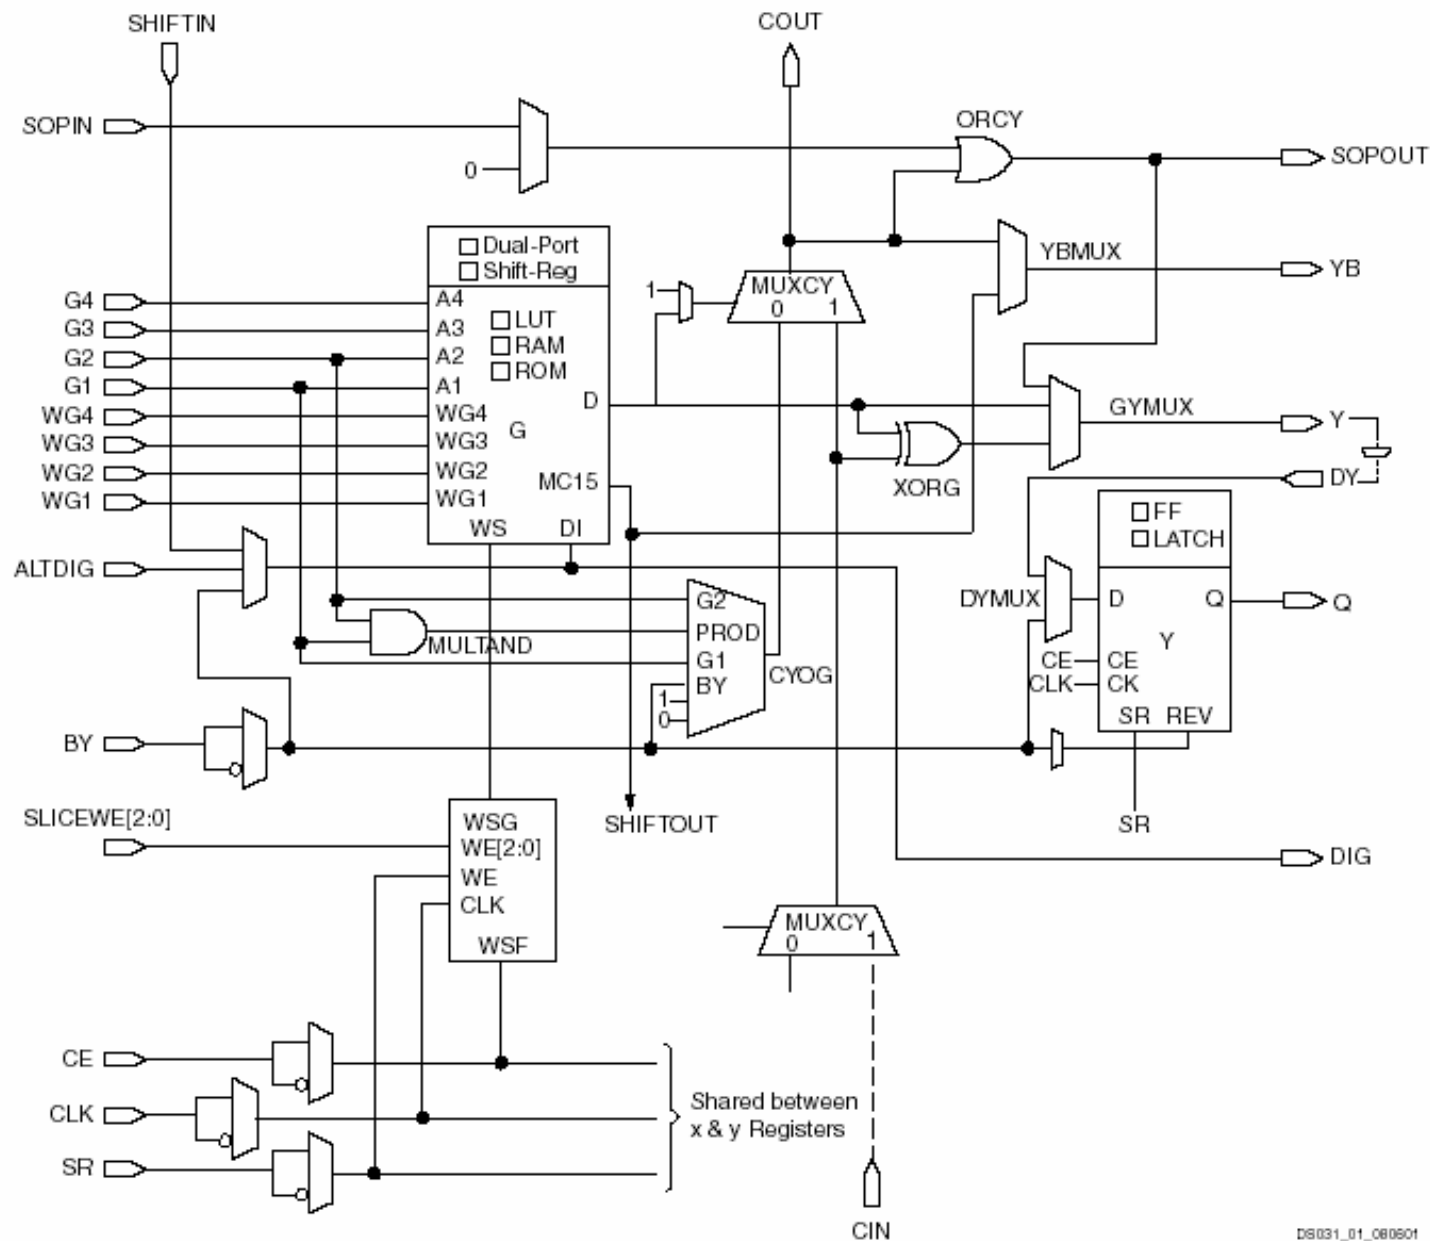 SHIFTIN
COUT
SOPIN
0
ORCY
SOPOUT
Dual-Port
Shift-Reg
YBMUX
YB
G4
G3
G2
G1
WG4
WG3
WG2
WG1
A4
A3
A2
A1
WG4
WG3
WG2
WG1
LUT
RAM
ROM
G
D
MC15
WS
DI
1
MUXCY
0
1
GYMUX
Y
XORG
DY
FF
LATCH
ALTDIG
DYMUX
D
Q
Q
Y
CE
CE
CLK
CK
SR
REV
G2
PROD
G1
BY
1
0
MULTAND
CYOG
BY
SLICEWE[2:0]
WSG
WE[2:0]
WE
CLK
WSF
SHIFTOUT
SR
DIG
MUXCY
0
1
CE
CLK
SR
Shared between
x & y Registers
CIN
DS031_01_080601